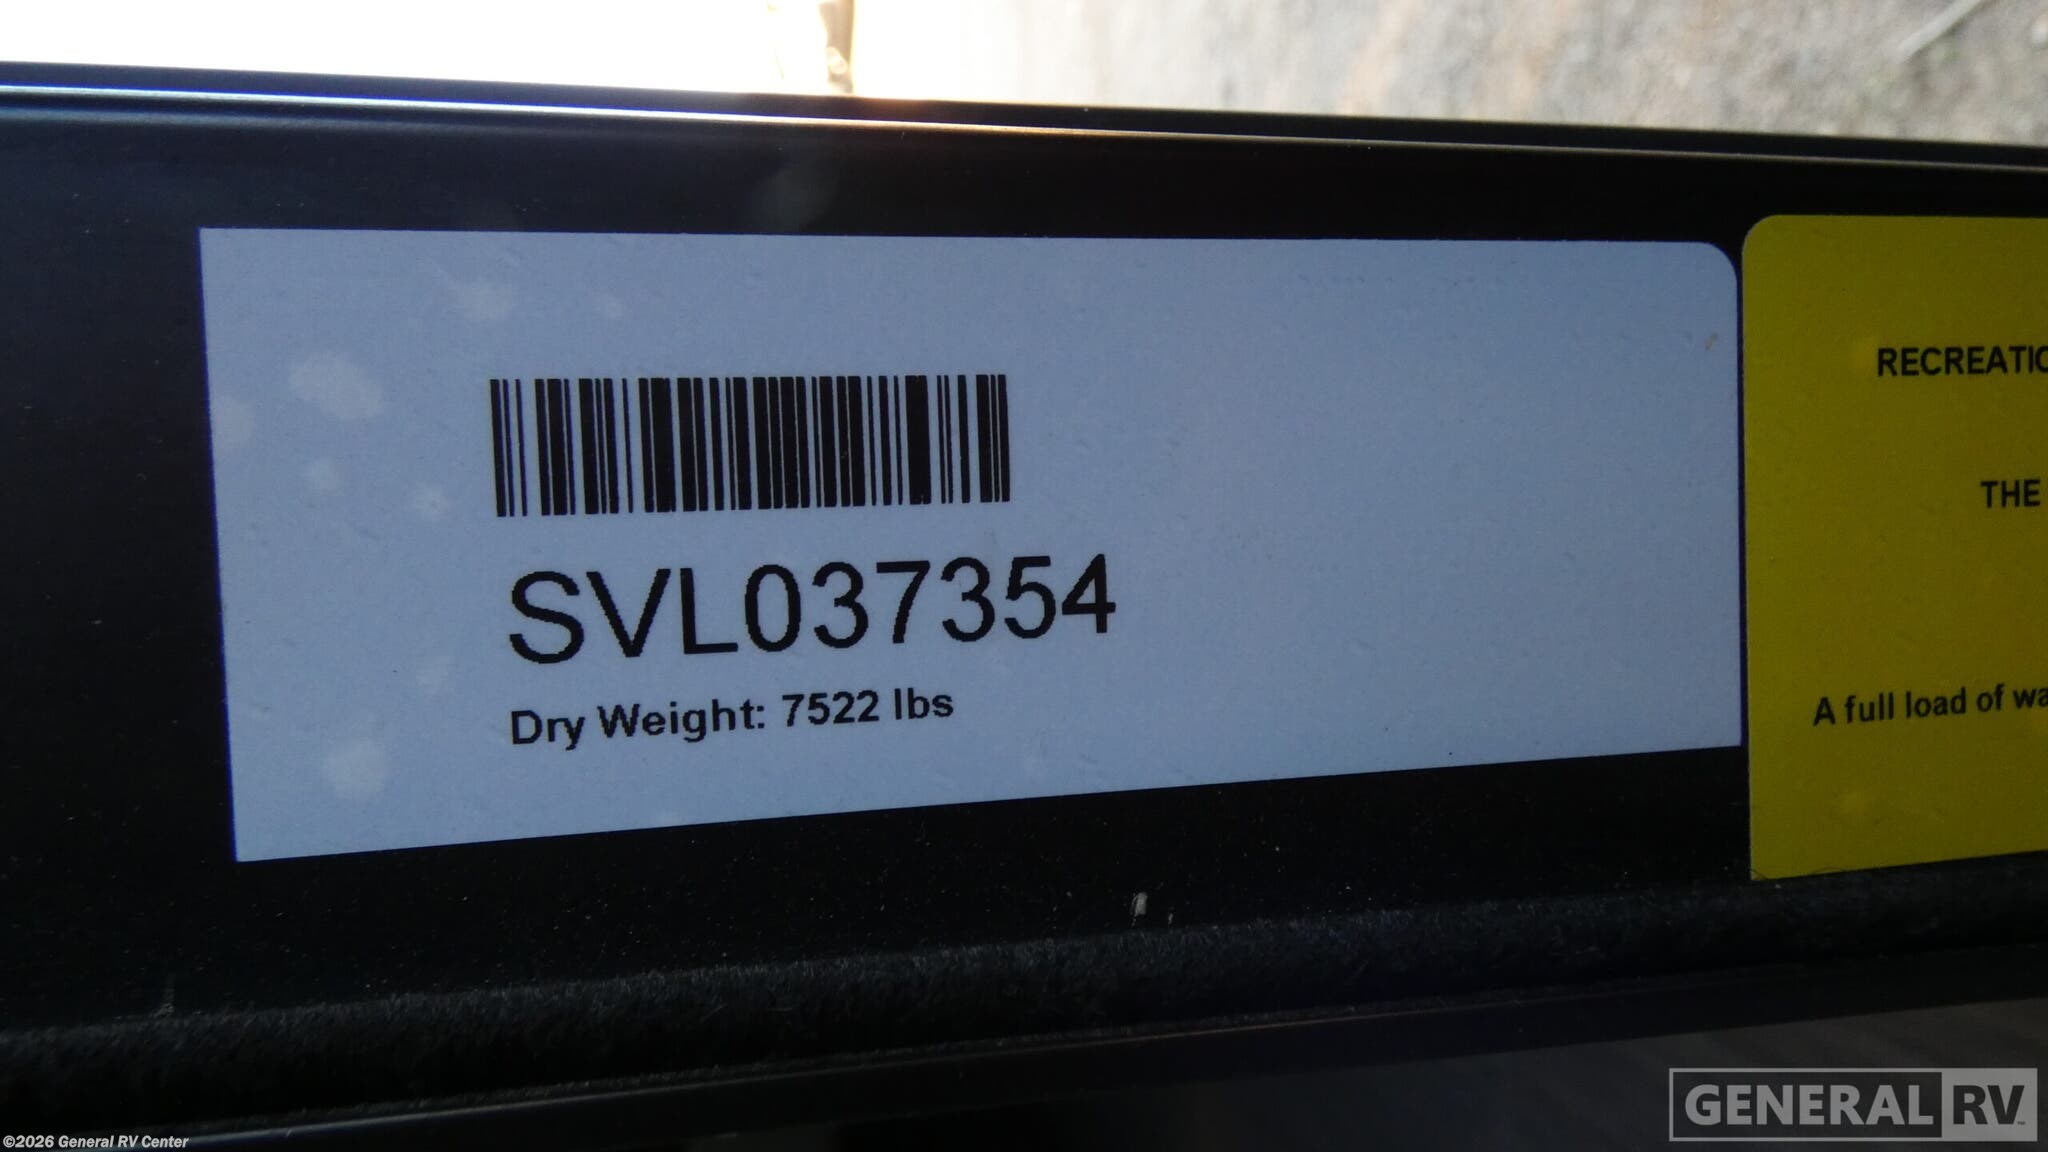 SVL037354
Dry Weight: 7522 lbs
RECREATIO
THE
A full load of wa
GENERAL RV
©2026 General RV Center